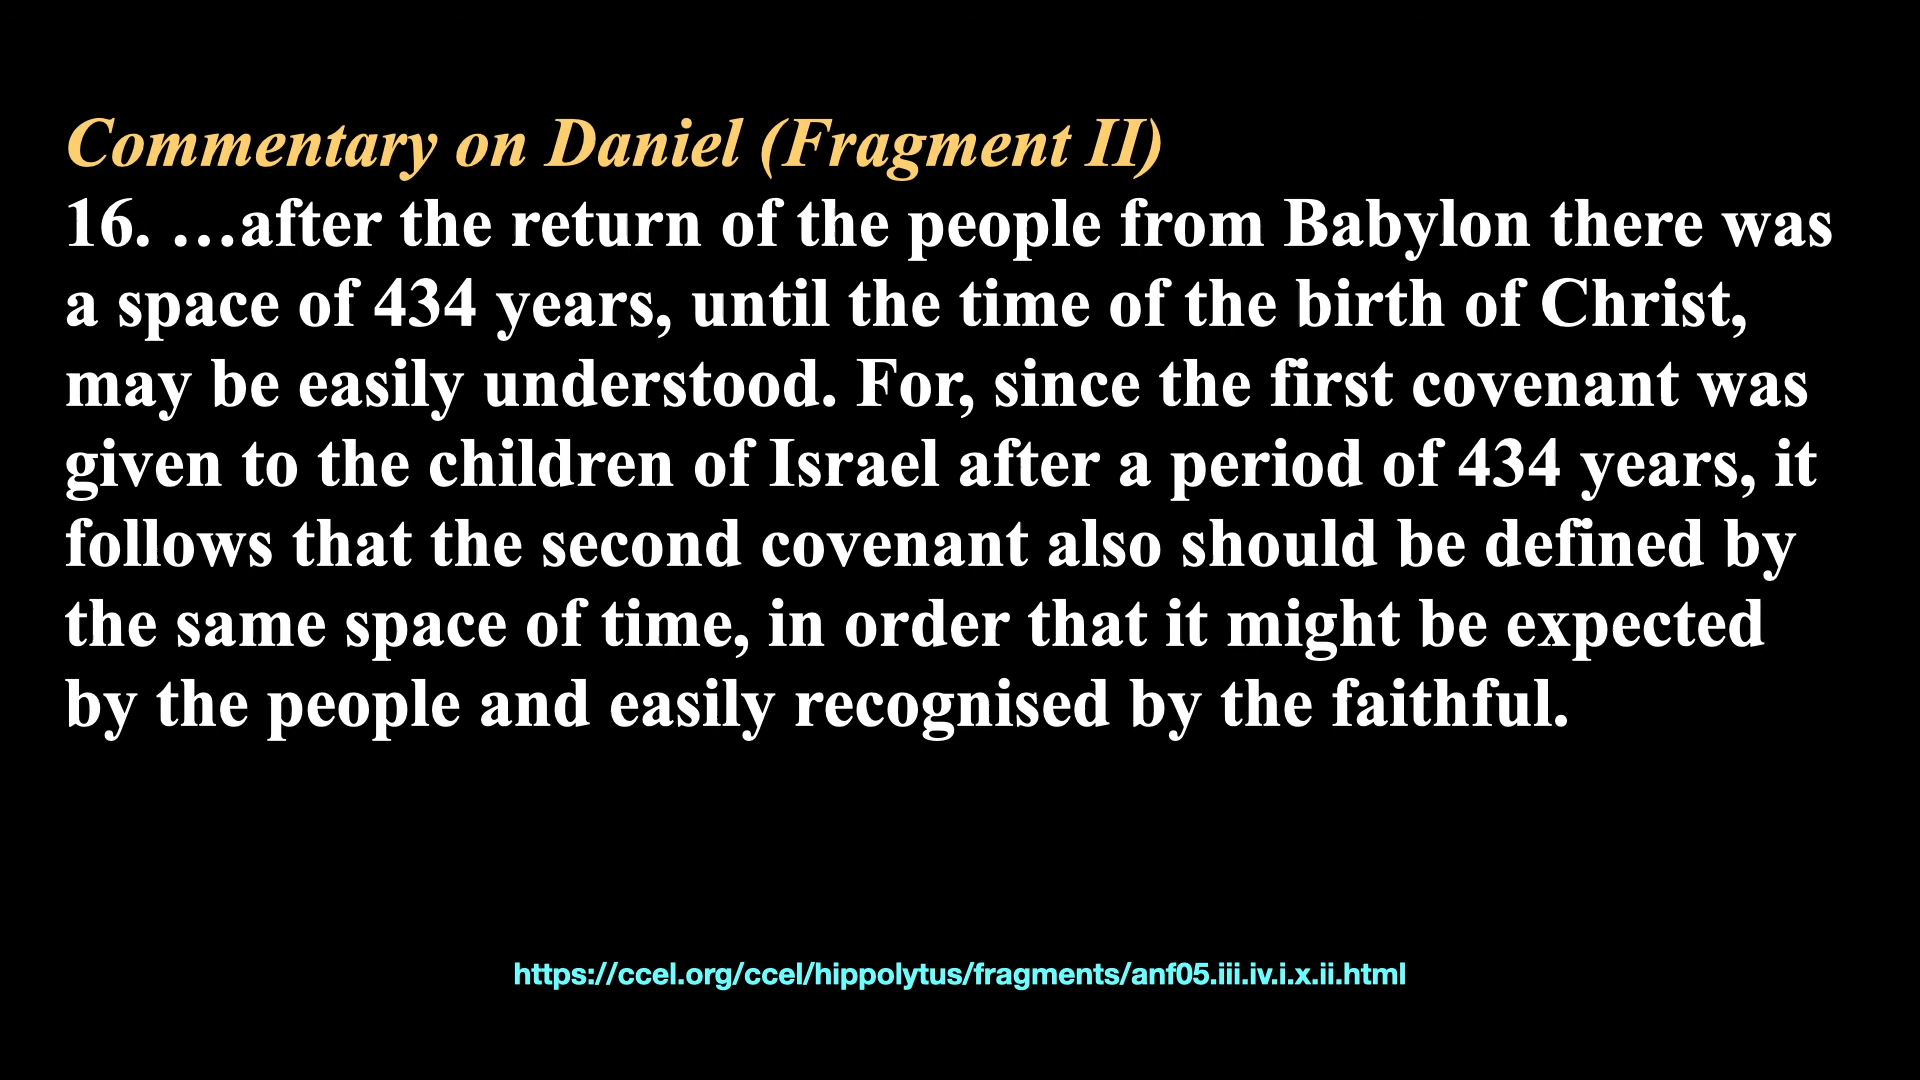 Commentary on Daniel (Fragment II)
16. …after the return of the people from Babylon there was
a space of 434 years, until the time of the birth of Christ,
may be easily understood. For, since the first covenant was
given to the children of Israel after a period of 434 years, it
follows that the second covenant also should be defined by
the same space of time, in order that it might be expected
by the people and easily recognised by the faithful.
https://ccel.org/ccel/hippolytus/fragments/anf05.iii.iv.i.x.ii.html